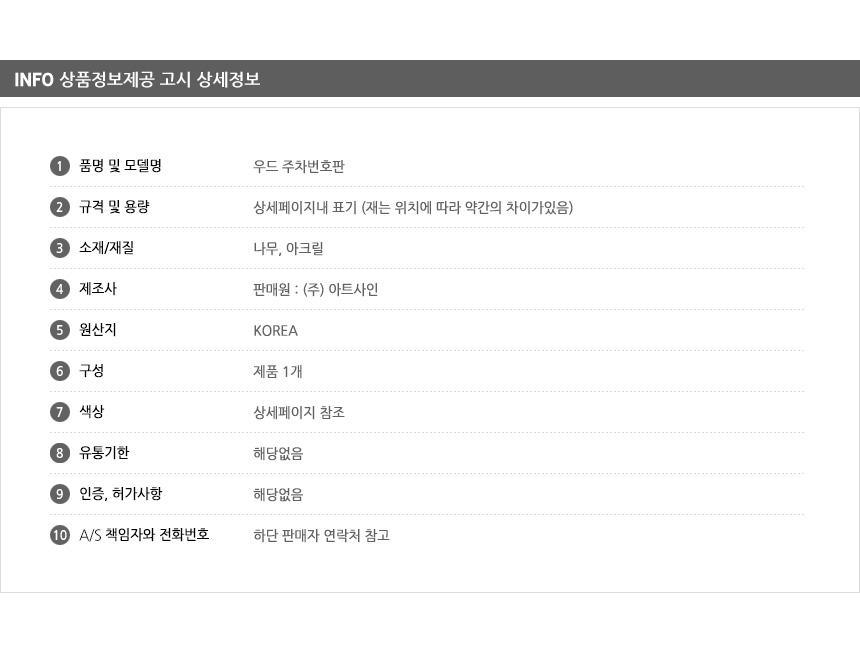 INFO 상품정보제공 고시 상세정보
1 품명 및 모델명 우드 주차번호판
2 규격 및 용량 상세페이지내 표기 (재는 위치에 따라 약간의 차이가있음)
3 소재/재질 나무, 아크릴
4 제조사 판매원 : (주) 아트사인
5 원산지 KOREA
6 구성 제품 1개
7 색상 상세페이지 참조
8 유통기한 해당없음
9 인증, 허가사항 해당없음
10 A/S 책임자와 전화번호 하단 판매자 연락처 참고